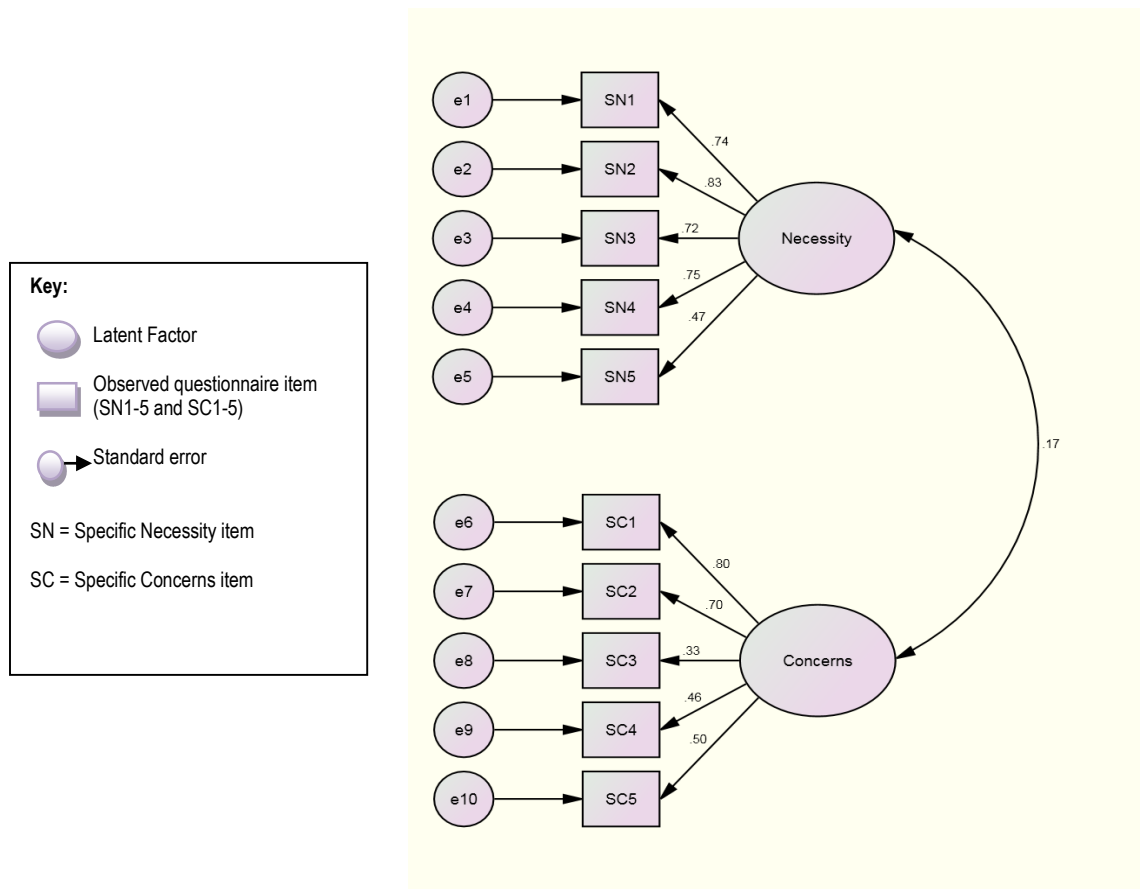 Key:
Latent Factor
Observed questionnaire item
(SN1-5 and SC1-5)
Standard error
SN = Specific Necessity item
SC = Specific Concerns item
e1 SN1 .74
e2 SN2 .83
e3 SN3 .72 Necessity
e4 SN4 .75
e5 SN5 .47
.17
e6 SC1 .80
e7 SC2 .70
e8 SC3 .33 Concerns
e9 SC4 .46
e10 SC5 .50